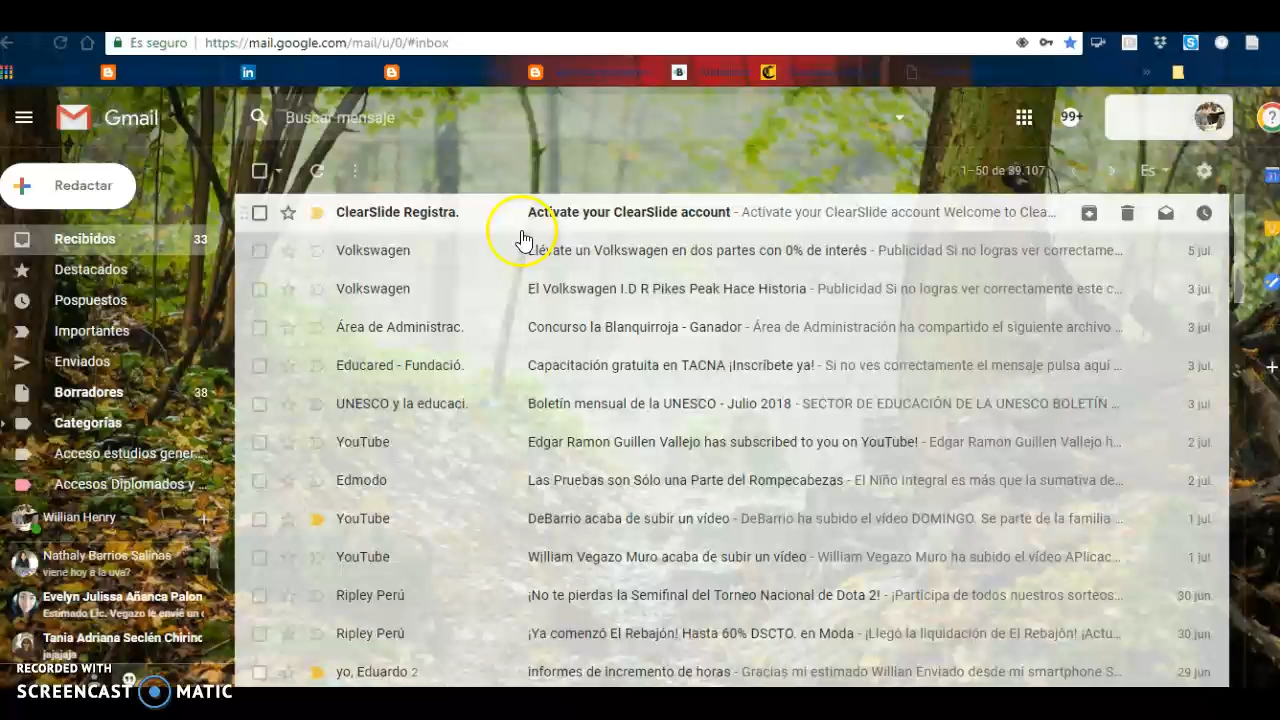 Es seguro https://mail.google.com/mail/u/0/#inbox
Gmail Buscar mensaje 99+
1–50 de 39.107 Es
Redactar
Recibidos 33
Destacados
Pospuestos
Importantes
Enviados
Borradores 38
Categorías
Acceso estudios gener...
Accesos Diplomados y ...
Willian Henry
Nathaly Barrios Salinas
viene hoy a la uva?
Evelyn Julissa Añanca Palon
Estimado Lic. Vegazo le envié un c
Tania Adriana Seclén Chirino
jajajaja
ClearSlide Registra. Activate your ClearSlide account - Activate your ClearSlide account Welcome to Clea...
Volkswagen Llévate un Volkswagen en dos partes con 0% de interés - Publicidad Si no logras ver correctame... 5 jul.
Volkswagen El Volkswagen I.D R Pikes Peak Hace Historia - Publicidad Si no logras ver correctamente este c... 3 jul.
Área de Administrac. Concurso la Blanquirroja - Ganador - Área de Administración ha compartido el siguiente archivo ... 3 jul.
Educared - Fundació. Capacitación gratuita en TACNA ¡Inscríbete ya! - Si no ves correctamente el mensaje pulsa aquí ... 3 jul.
UNESCO y la educaci. Boletín mensual de la UNESCO - Julio 2018 - SECTOR DE EDUCACIÓN DE LA UNESCO BOLETÍN ... 3 jul.
YouTube Edgar Ramon Guillen Vallejo has subscribed to you on YouTube! - Edgar Ramon Guillen Vallejo h... 2 jul.
Edmodo Las Pruebas son Sólo una Parte del Rompecabezas - El Niño Integral es más que la sumativa de... 2 jul.
YouTube DeBarrio acaba de subir un vídeo - DeBarrio ha subido el vídeo DOMINGO. Se parte de la familia ... 1 jul.
YouTube William Vegazo Muro acaba de subir un vídeo - William Vegazo Muro ha subido el vídeo APlicac... 1 jul.
Ripley Perú ¡No te pierdas la Semifinal del Torneo Nacional de Dota 2! - ¡Participa de todos nuestros sorteos... 30 jun.
Ripley Perú ¡Ya comenzó El Rebajón! Hasta 60% DSCTO. en Moda - ¡Llegó la liquidación de El Rebajón! ¡Actu... 30 jun.
yo, Eduardo 2 informes de incremento de horas - Gracias mi estimado Willian Enviado desde mi smartphone S... 29 jun.
RECORDED WITH
SCREENCAST MATIC